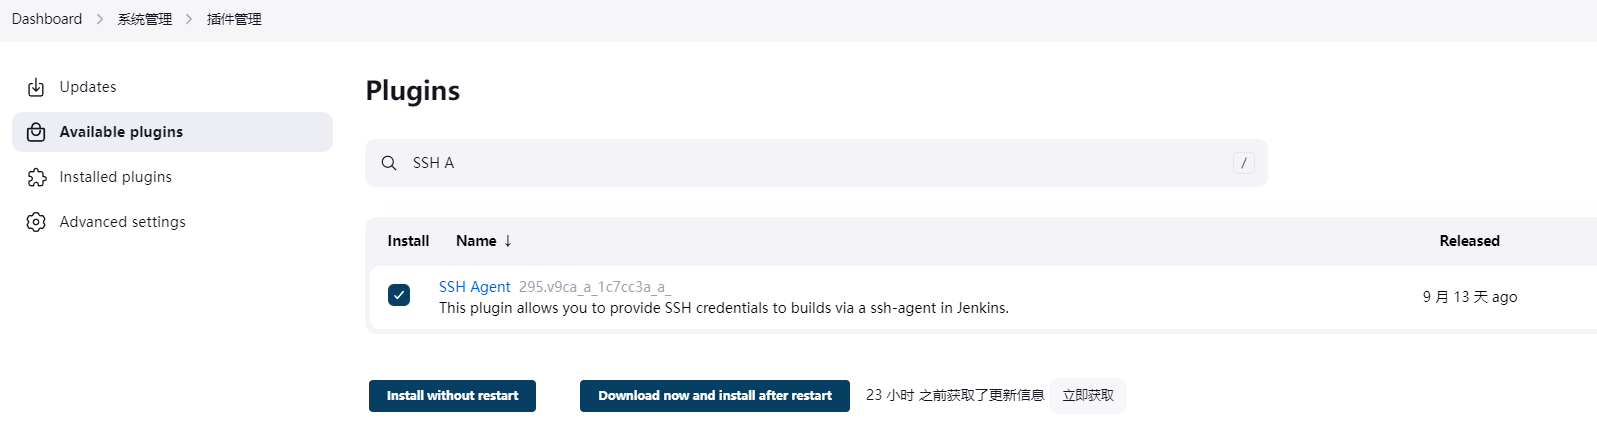 Dashboard > 系统管理 > 插件管理
Updates
Available plugins
Installed plugins
Advanced settings
Plugins
SSH A /
Install Name ↓ Released
SSH Agent 295.v9ca_a_1c7cc3a_a_
This plugin allows you to provide SSH credentials to builds via a ssh-agent in Jenkins.
9 月 13 天 ago
Install without restart Download now and install after restart 23 小时 之前获取了更新信息 立即获取